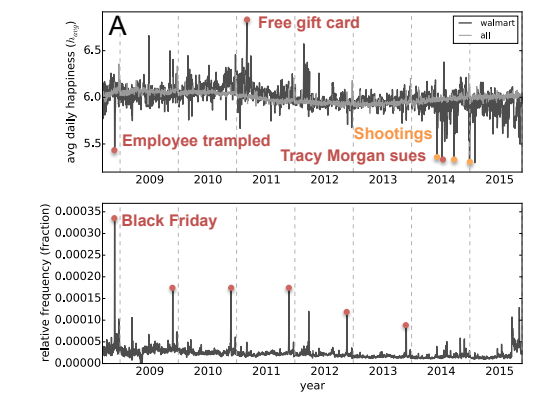 A
Free gift card
walmart
all
avg daily happiness (h_avg)
6.5
6.0
5.5
Employee trampled
Shootings
Tracy Morgan sues
2009 2010 2011 2012 2013 2014 2015
relative frequency (fraction)
0.00035
0.00030
0.00025
0.00020
0.00015
0.00010
0.00005
0.00000
Black Friday
2009 2010 2011 2012 2013 2014 2015
year